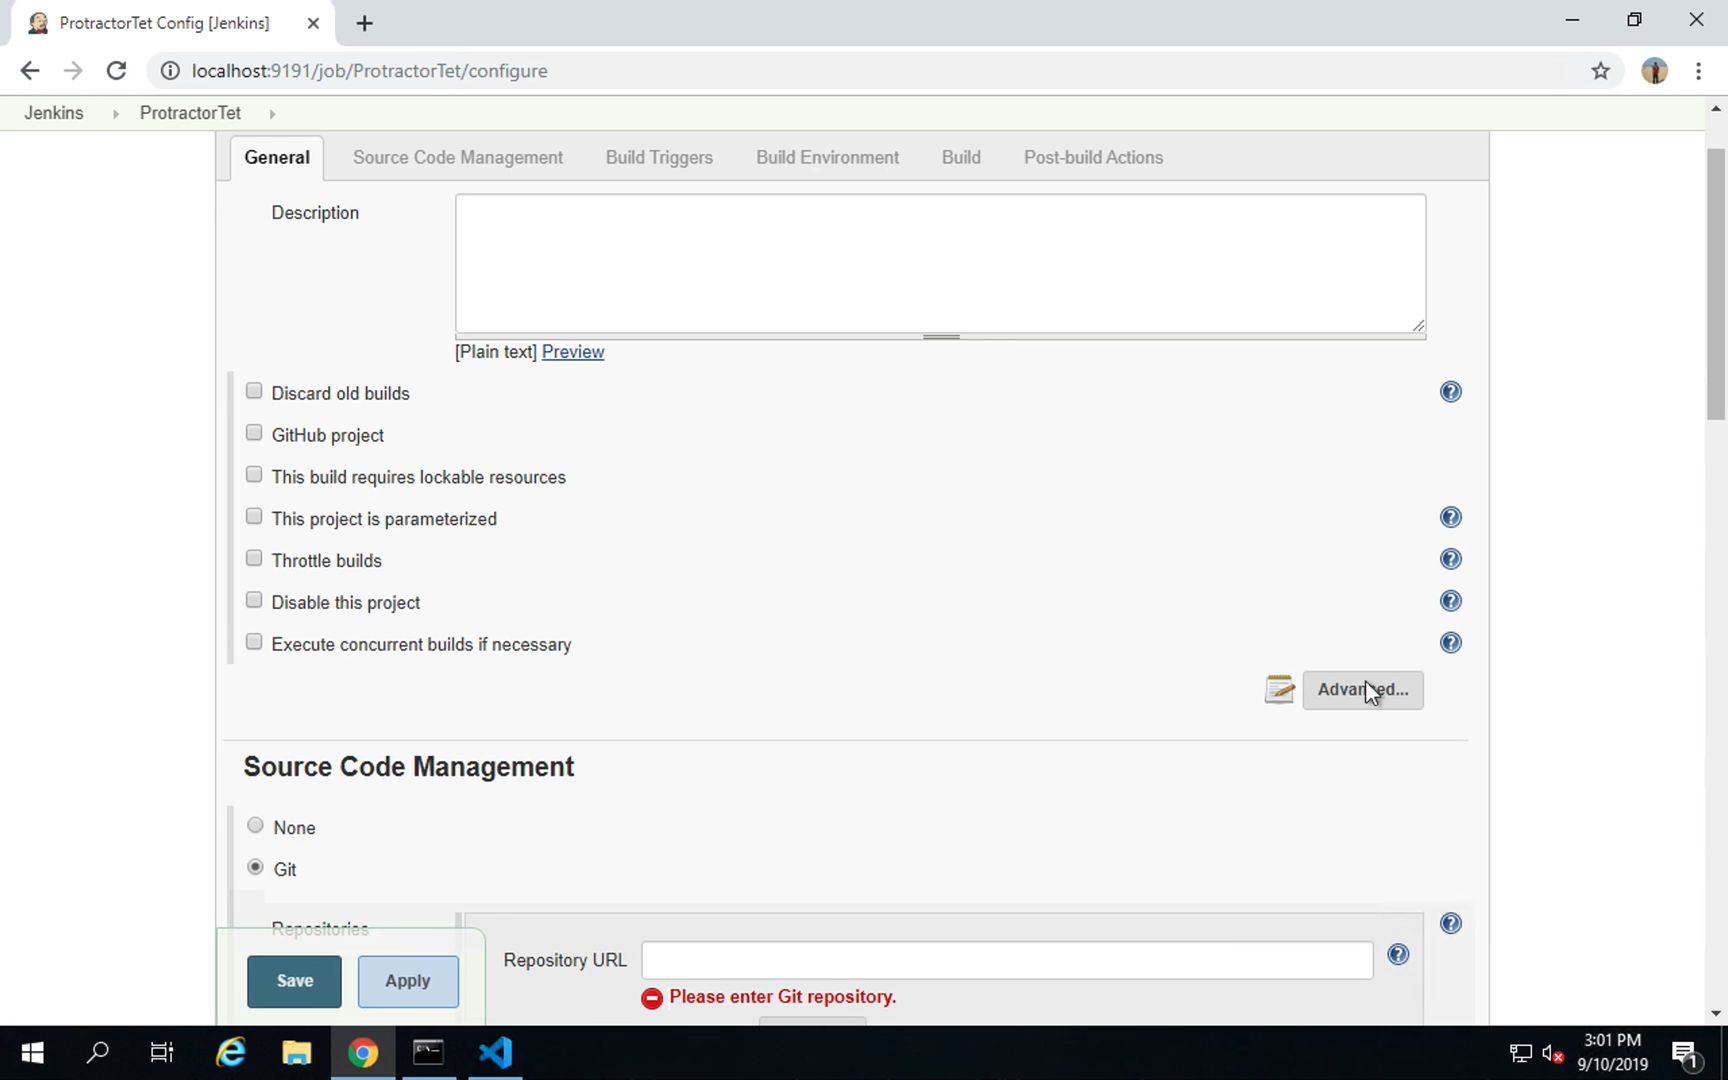 ProtractorTet Config [Jenkins]
localhost:9191/job/ProtractorTet/configure
Jenkins
ProtractorTet
General
Source Code Management
Build Triggers
Build Environment
Build
Post-build Actions
Description
[Plain text] Preview
Discard old builds
GitHub project
This build requires lockable resources
This project is parameterized
Throttle builds
Disable this project
Execute concurrent builds if necessary
Advanced...
Source Code Management
None
Git
Repositories
Repository URL
Please enter Git repository.
Save
Apply
3:01 PM
9/10/2019
1